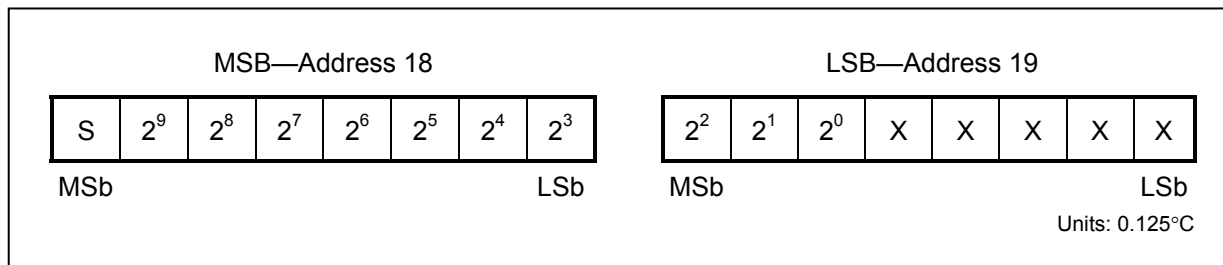 MSB—Address 18 LSB—Address 19
S 2⁹ 2⁸ 2⁷ 2⁶ 2⁵ 2⁴ 2³ 2² 2¹ 2⁰ X X X X X
MSb LSb MSb LSb
Units: 0.125°C